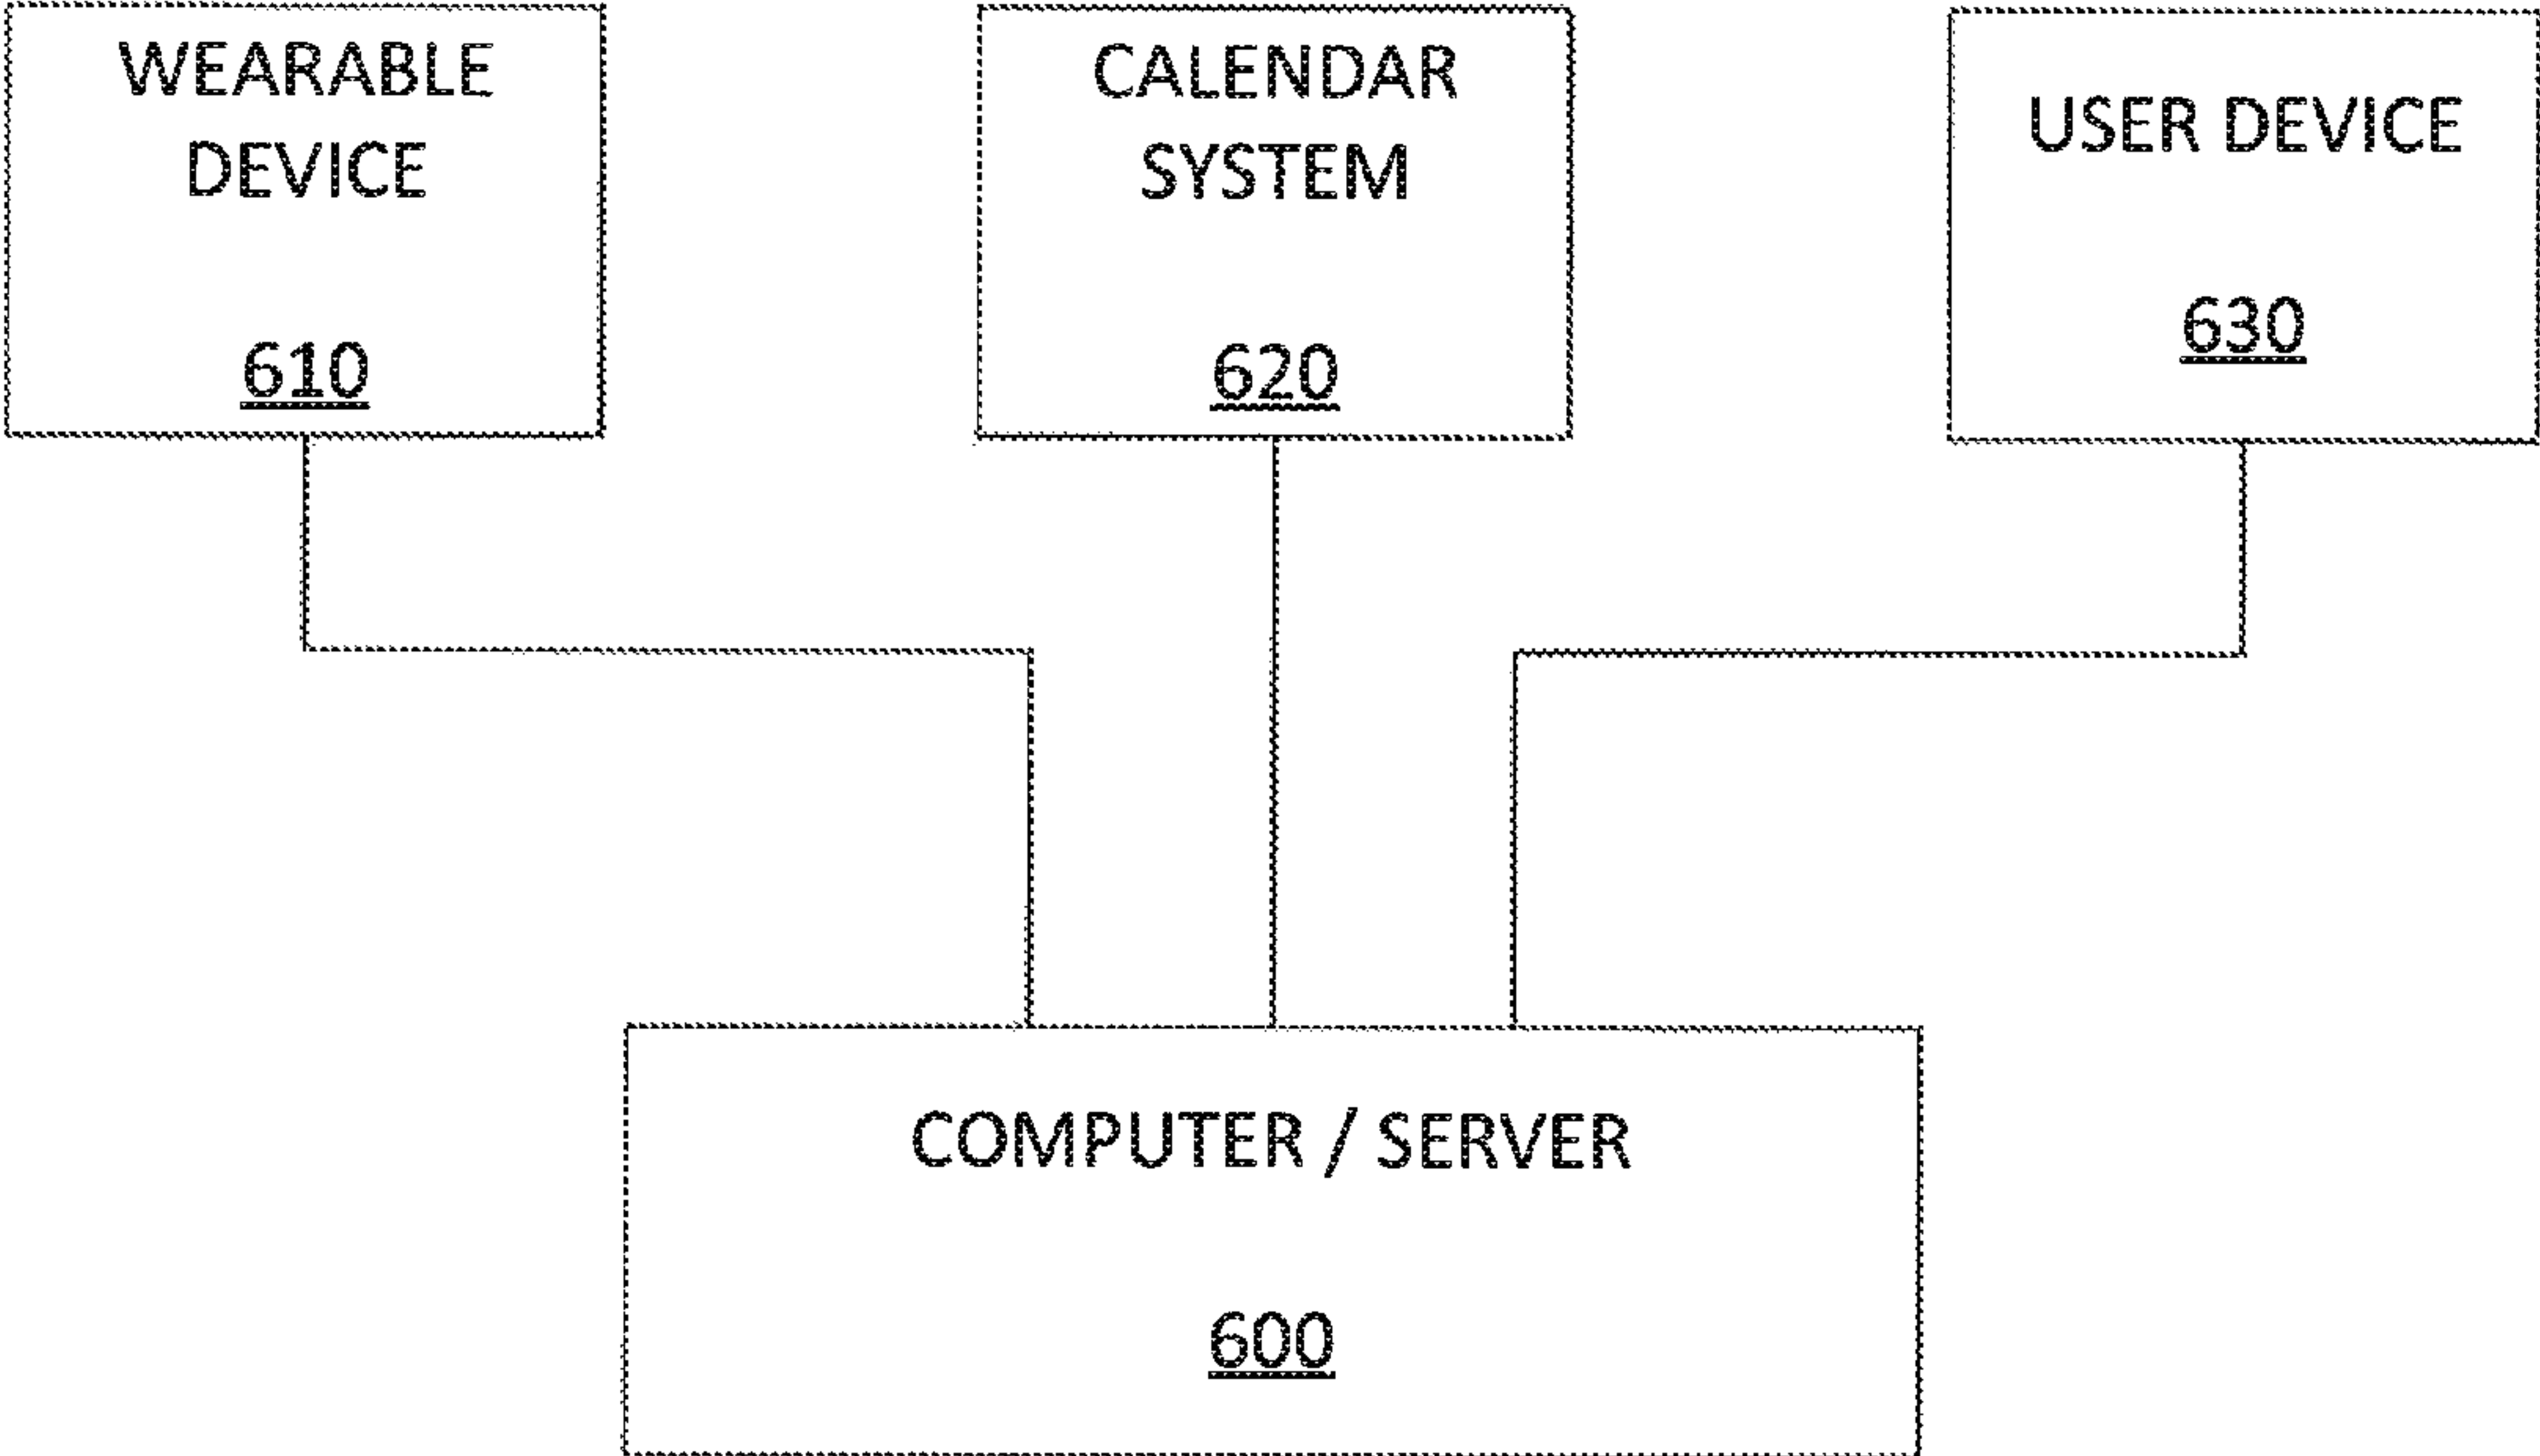 WEARABLE
DEVICE
610
CALENDAR
SYSTEM
620
USER DEVICE
630
COMPUTER / SERVER
600